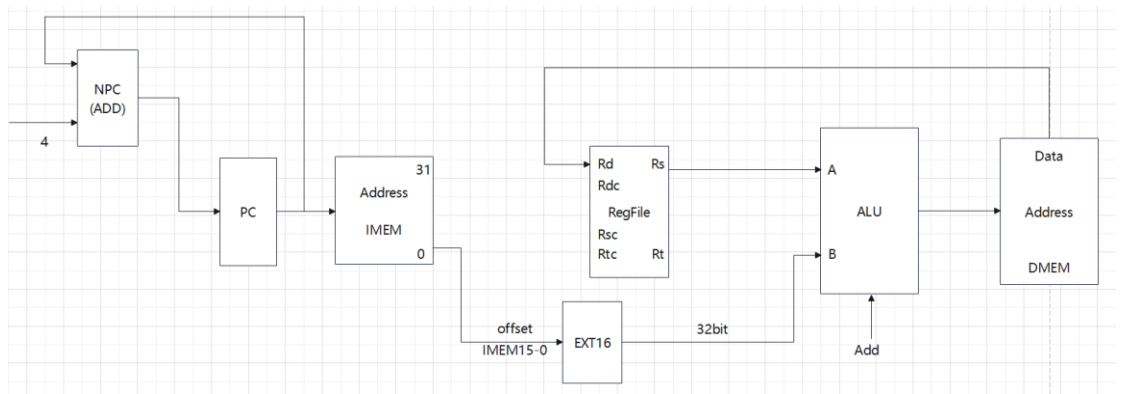 NPC
(ADD)
4
PC
31
Address
IMEM
0
offset
IMEM15-0
EXT16
32bit
Rd Rs
Rdc
RegFile
Rsc
Rtc Rt
A
ALU
B
Add
Data
Address
DMEM